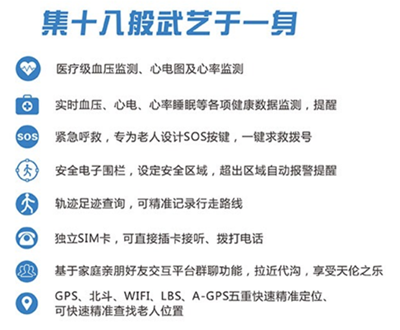 集十八般武艺于一身
医疗级血压监测、心电图及心率监测
实时血压、心电、心率睡眠等各项健康数据监测，提醒
SOS
紧急呼救，专为老人设计SOS按键，一键求救拨号
安全电子围栏，设定安全区域，超出区域自动报警提醒
轨迹足迹查询，可精准记录行走路线
独立SIM卡，可直接插卡接听、拨打电话
基于家庭亲朋好友交互平台群聊功能，拉近代沟，享受天伦之乐
GPS、北斗、WIFI、LBS、A-GPS五重快速精准定位、
可快速精准查找老人位置